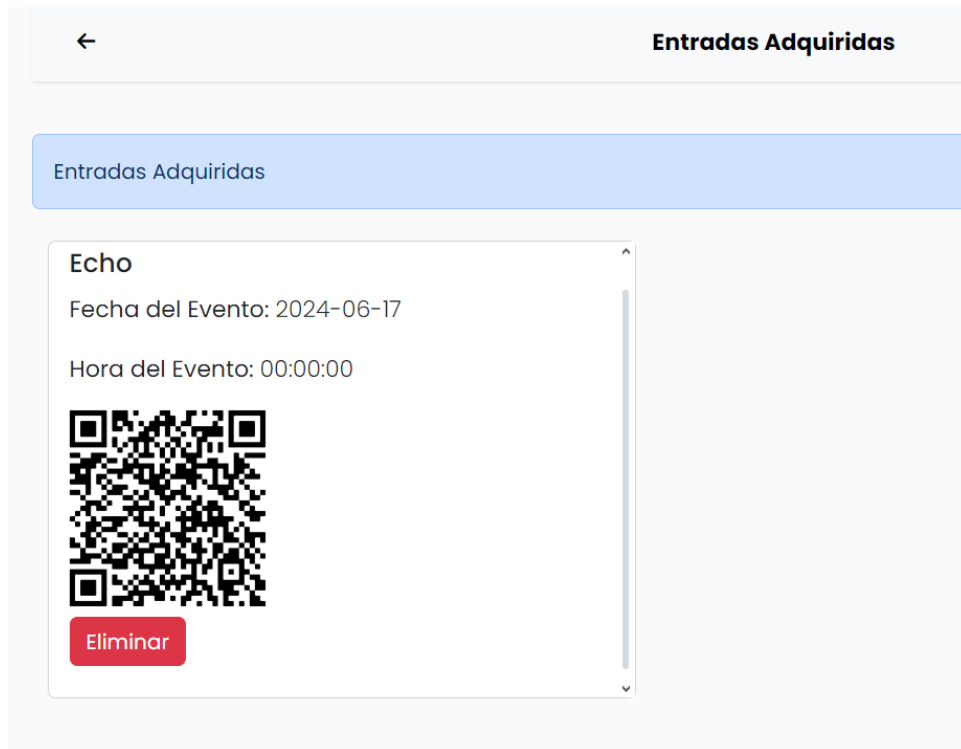 Entradas Adquiridas
Entradas Adquiridas
Echo
Fecha del Evento: 2024-06-17
Hora del Evento: 00:00:00
Eliminar